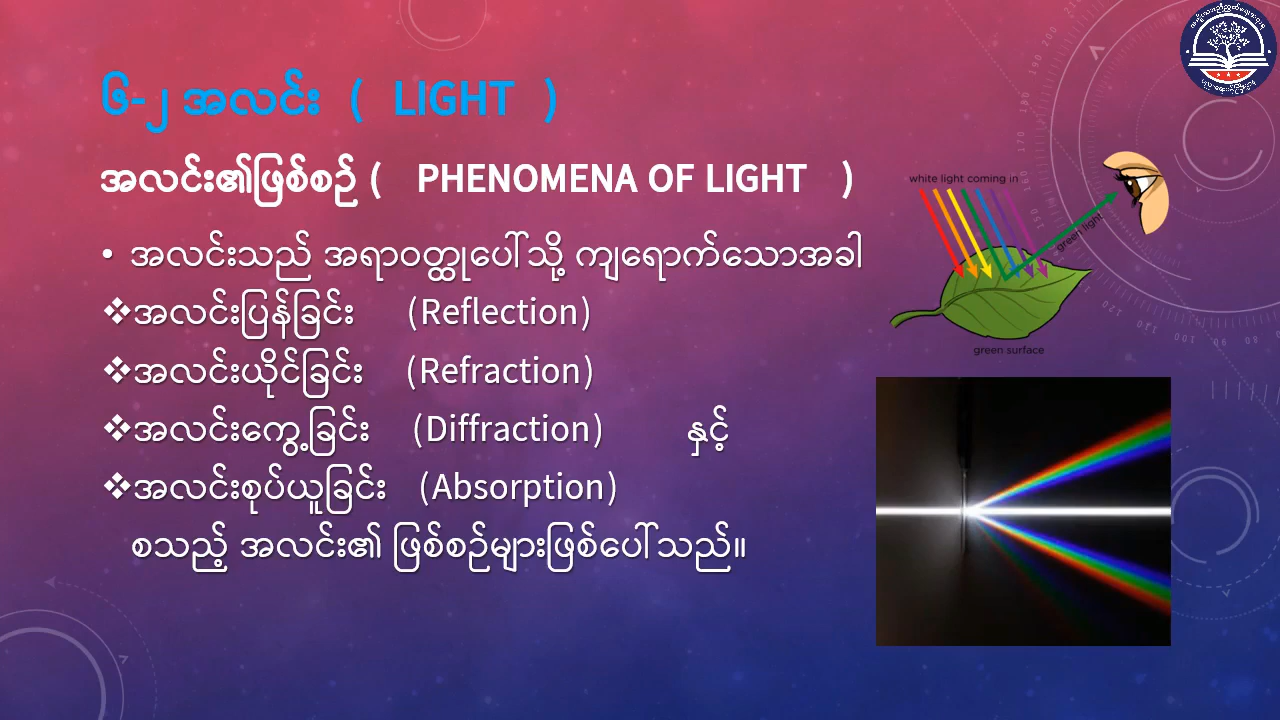 ၆-၂ အလင်း ( LIGHT )
အလင်း၏ဖြစ်စဉ် ( PHENOMENA OF LIGHT )
• အလင်းသည် အရာဝတ္ထုပေါ်သို့ ကျရောက်သောအခါ
❖အလင်းပြန်ခြင်း (Reflection)
❖အလင်းယိုင်ခြင်း (Refraction)
❖အလင်းကွေ့ခြင်း (Diffraction) နှင့်
❖အလင်းစုပ်ယူခြင်း (Absorption)
စသည့် အလင်း၏ ဖြစ်စဉ်များဖြစ်ပေါ်သည်။
white light coming in
green light
green surface